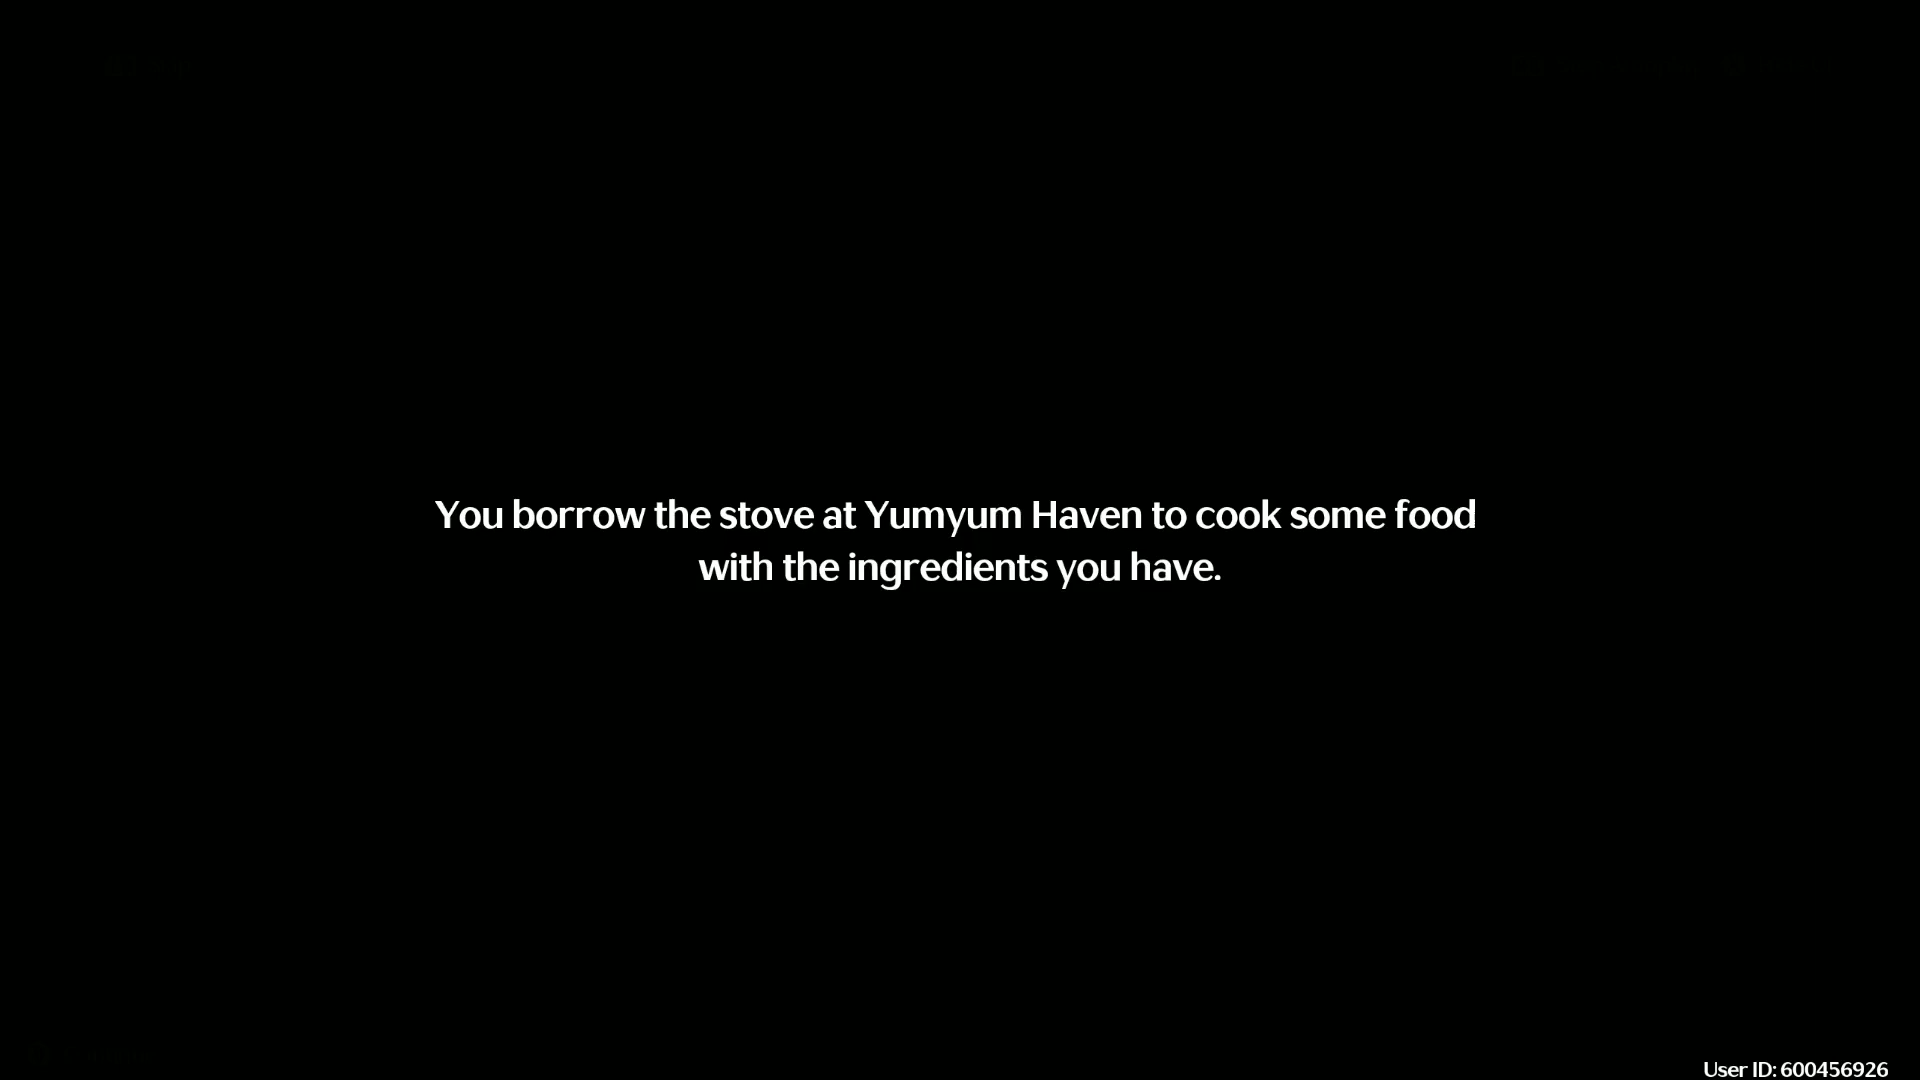 You borrow the stove at Yumyum Haven to cook some food
with the ingredients you have.
User ID: 600456926